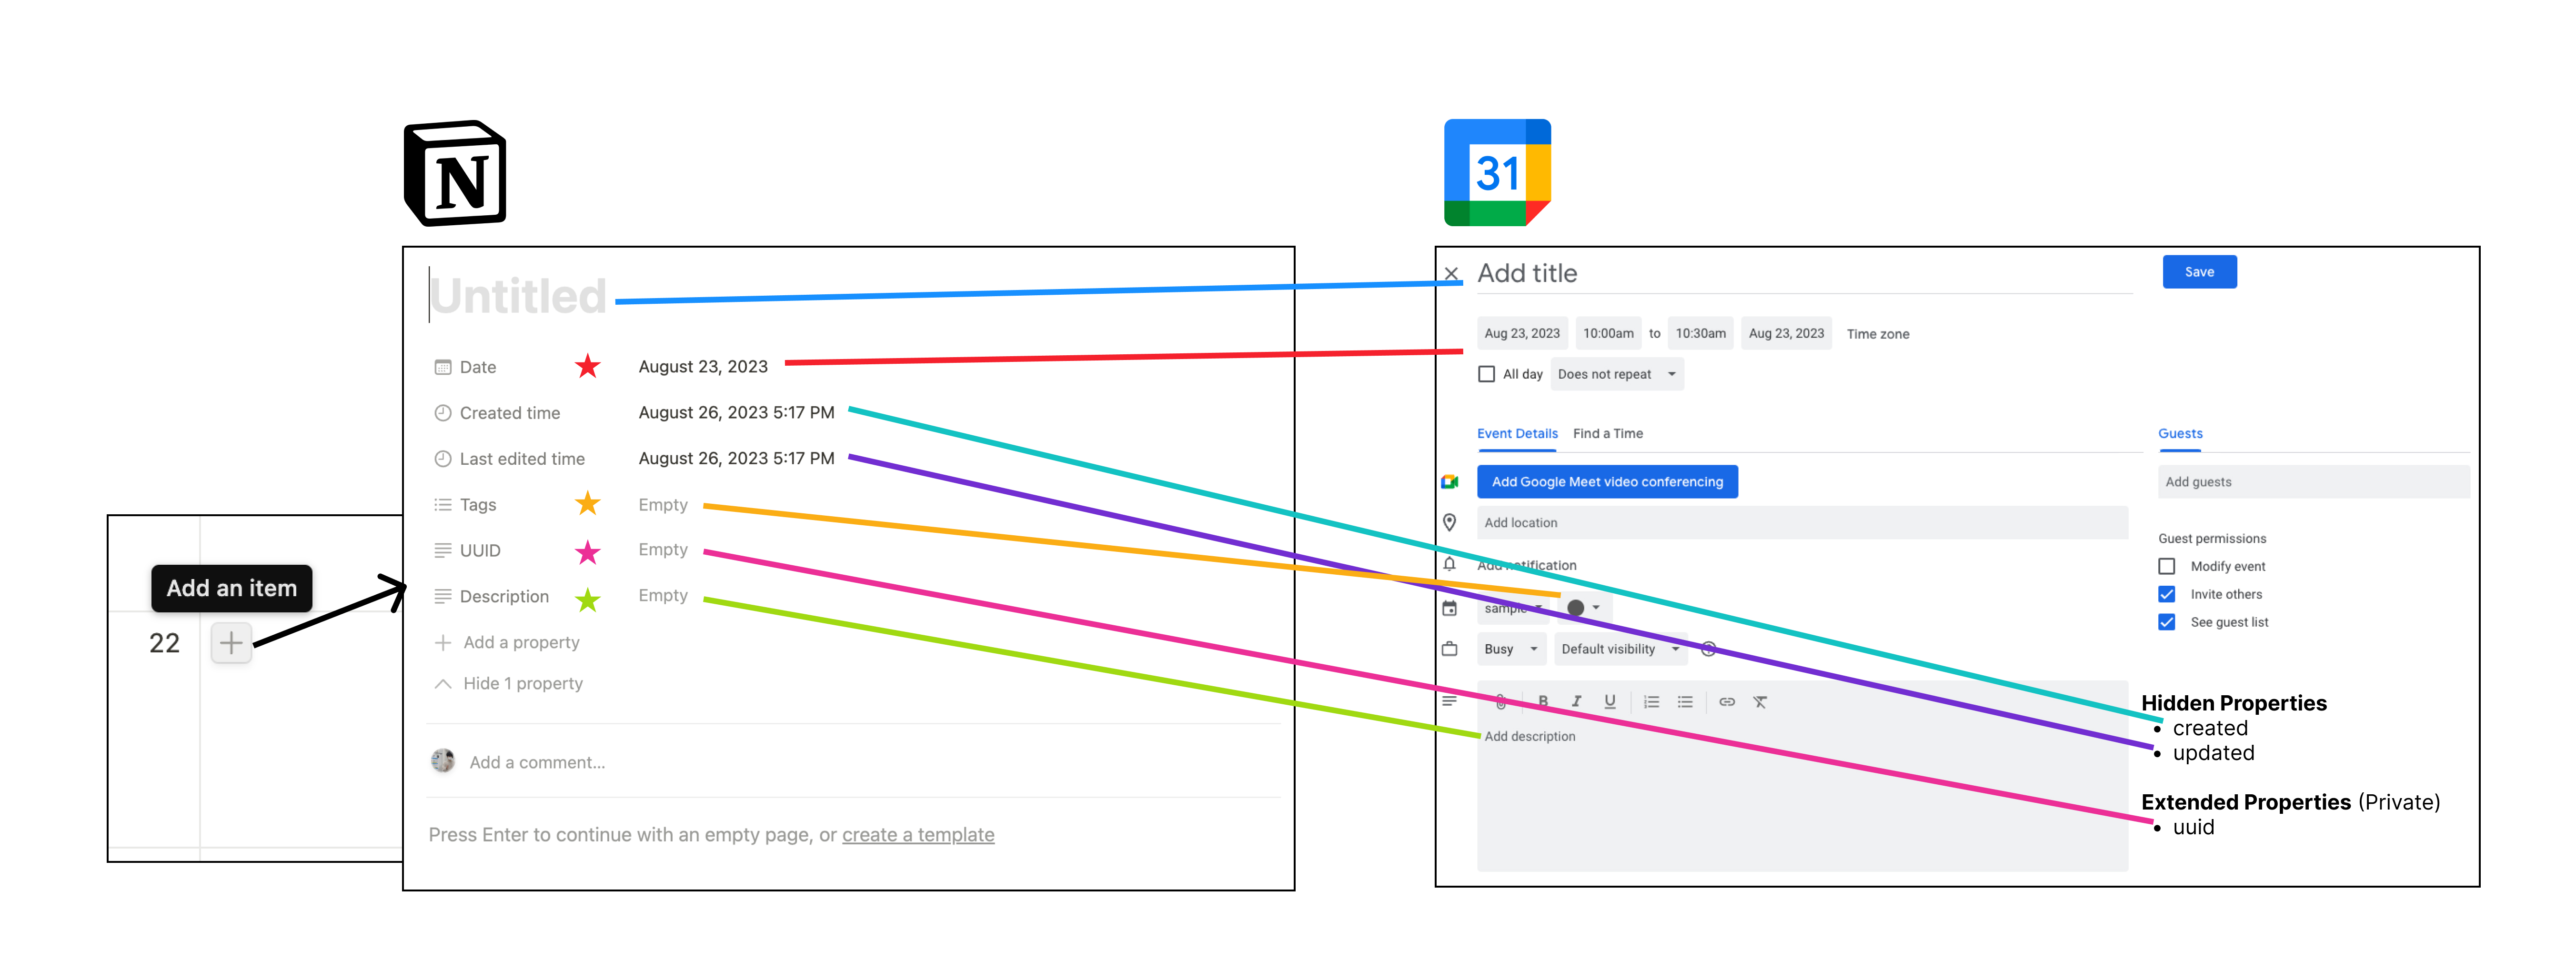 N
31
Untitled
Date
August 23, 2023
Created time
August 26, 2023 5:17 PM
Last edited time
August 26, 2023 5:17 PM
Tags
Empty
UUID
Empty
Description
Empty
Add a property
Hide 1 property
Add a comment...
Press Enter to continue with an empty page, or create a template
Add an item
22
Add title
Save
Aug 23, 2023
10:00am
to
10:30am
Aug 23, 2023
Time zone
All day
Does not repeat
Event Details
Find a Time
Add Google Meet video conferencing
Add location
Add notification
sample
Busy
Default visibility
B
I
U
Add description
Guests
Add guests
Guest permissions
Modify event
Invite others
See guest list
Hidden Properties
• created
• updated
Extended Properties (Private)
• uuid